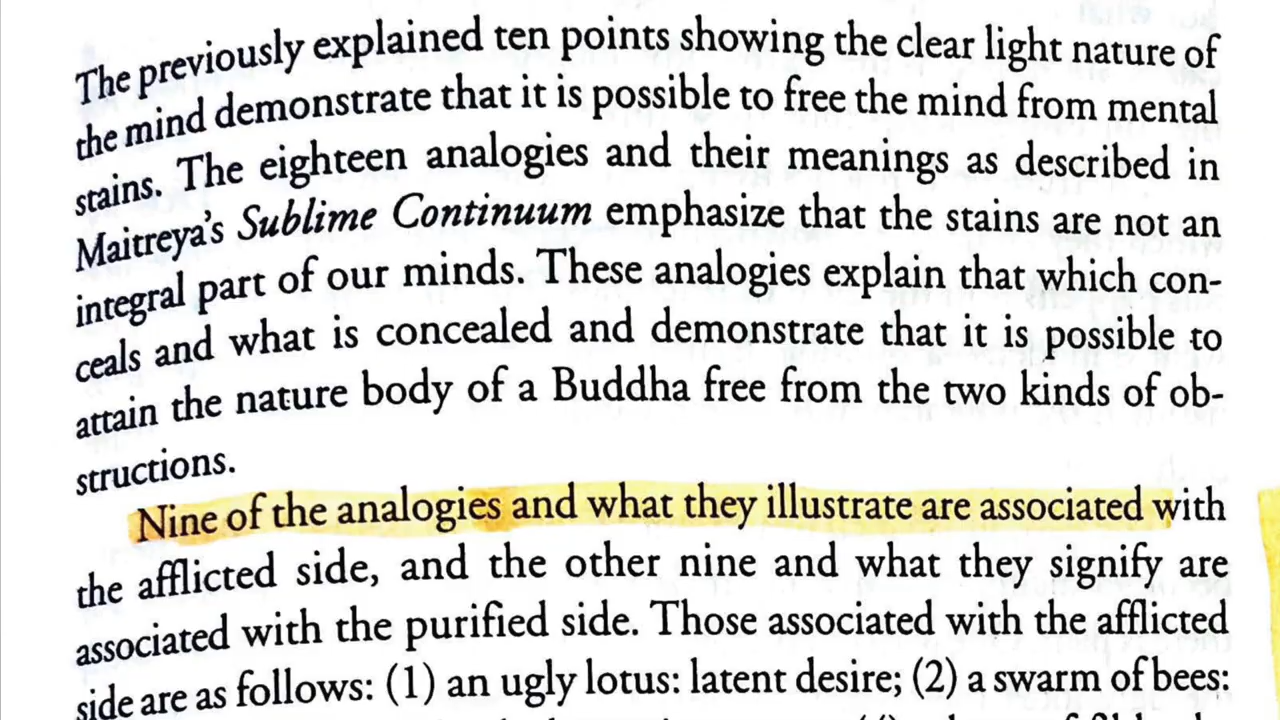 The previously explained ten points showing the clear light nature of
the mind demonstrate that it is possible to free the mind from mental
stains. The eighteen analogies and their meanings as described in
Maitreya's Sublime Continuum emphasize that the stains are not an
integral part of our minds. These analogies explain that which con-
ceals and what is concealed and demonstrate that it is possible to
attain the nature body of a Buddha free from the two kinds of ob-
structions.
Nine of the analogies and what they illustrate are associated with
the afflicted side, and the other nine and what they signify are
associated with the purified side. Those associated with the afflicted
side are as follows: (1) an ugly lotus: latent desire; (2) a swarm of bees: